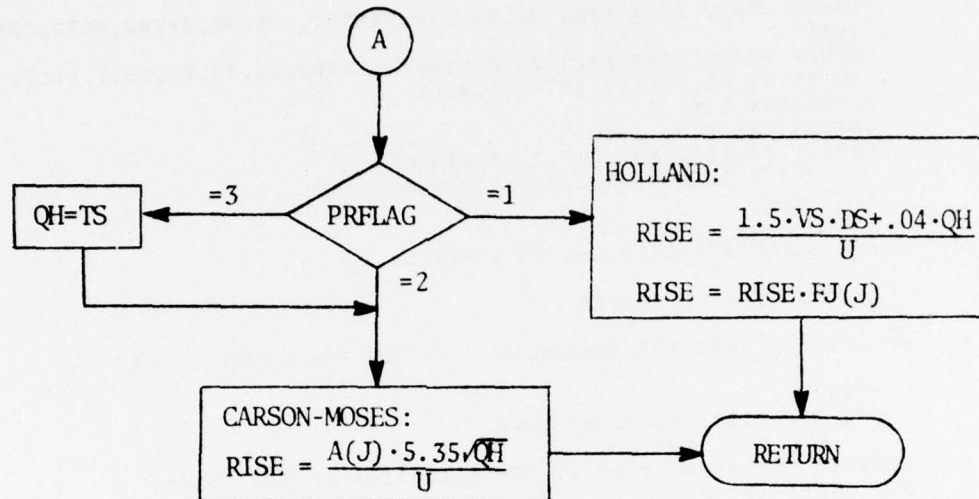 A
PRFLAG
=3
=1
=2
QH=TS
HOLLAND:
RISE = 1.5·VS·DS+.04·QH
U
RISE = RISE·FJ(J)
CARSON-MOSES:
RISE = A(J)·5.35√QH
U
RETURN